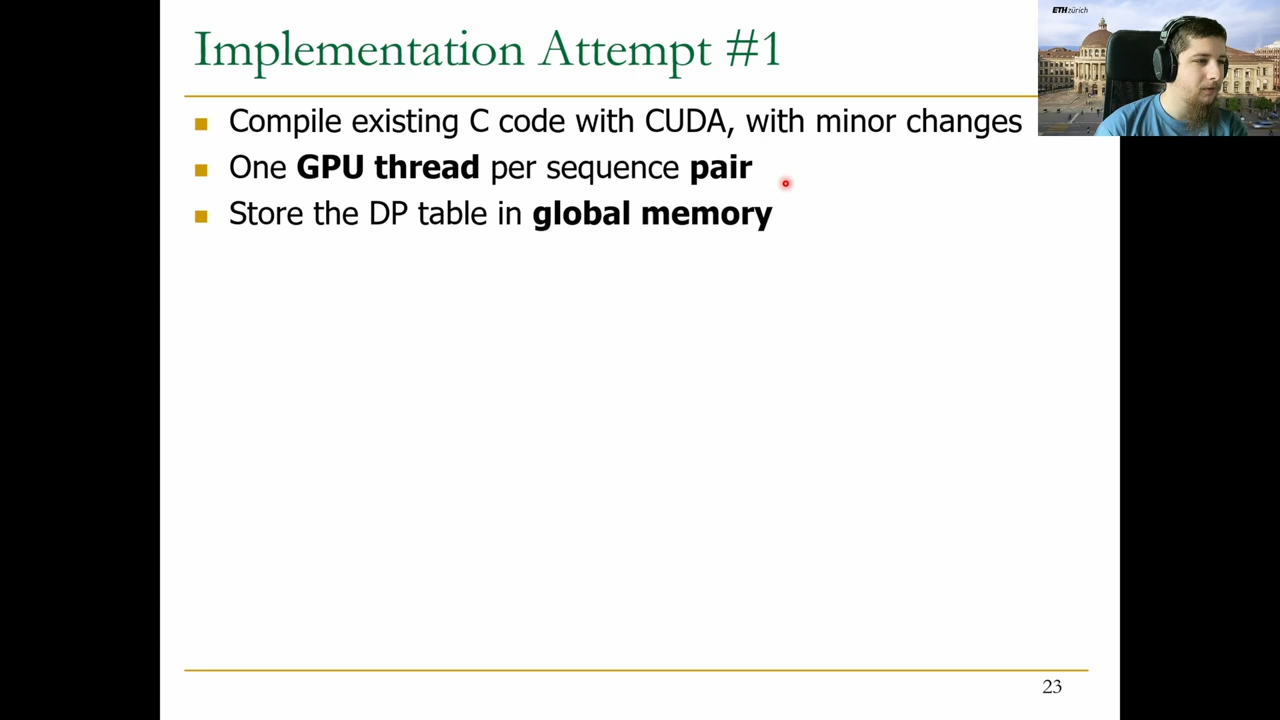 Implementation Attempt #1
ETH zürich
Compile existing C code with CUDA, with minor changes
One GPU thread per sequence pair
Store the DP table in global memory
23